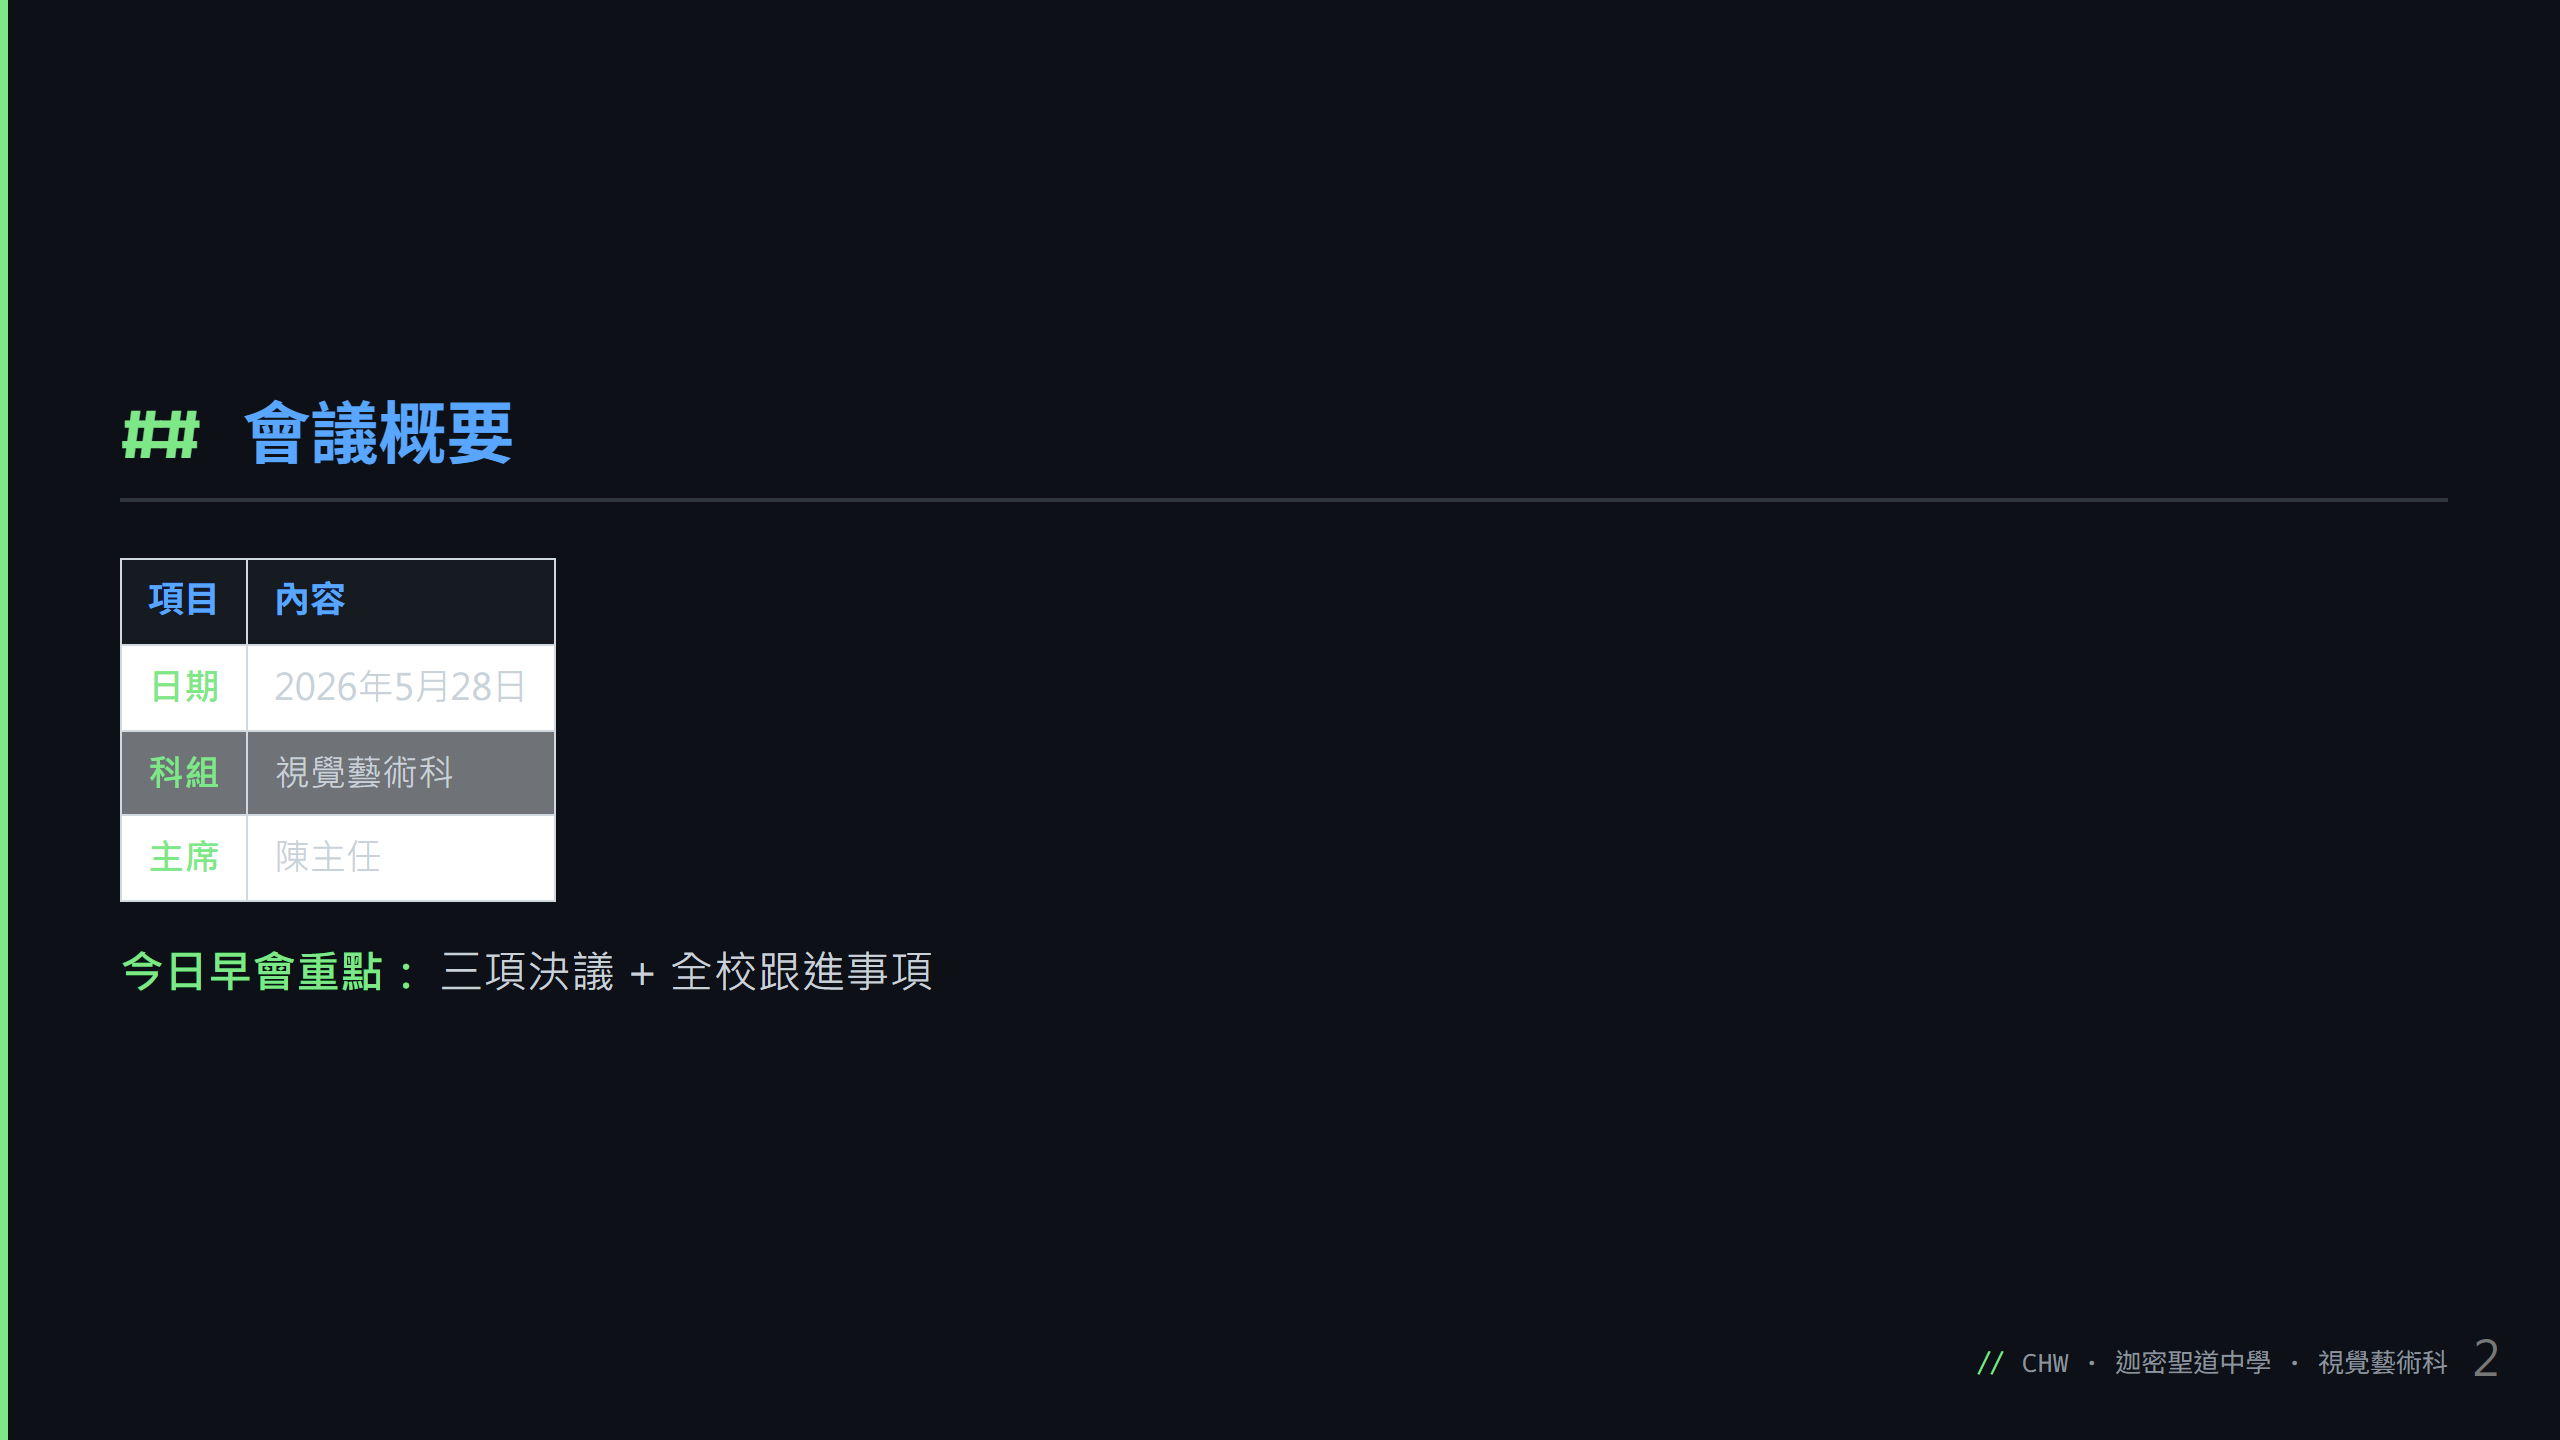 ## 會議概要
項目 內容
日期 2026年5月28日
科組 視覺藝術科
主席 陳主任
今日早會重點： 三項決議 + 全校跟進事項
// CHW · 迦密聖道中學 · 視覺藝術科 2